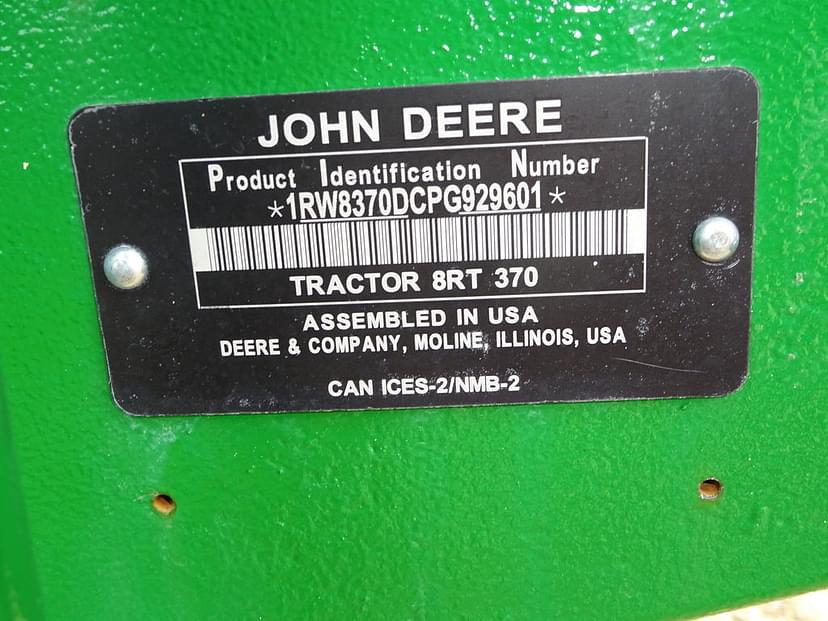 JOHN DEERE
Product Identification Number
*1RW8370DCPG929601*
TRACTOR 8RT 370
ASSEMBLED IN USA
DEERE & COMPANY, MOLINE, ILLINOIS, USA
CAN ICES-2/NMB-2